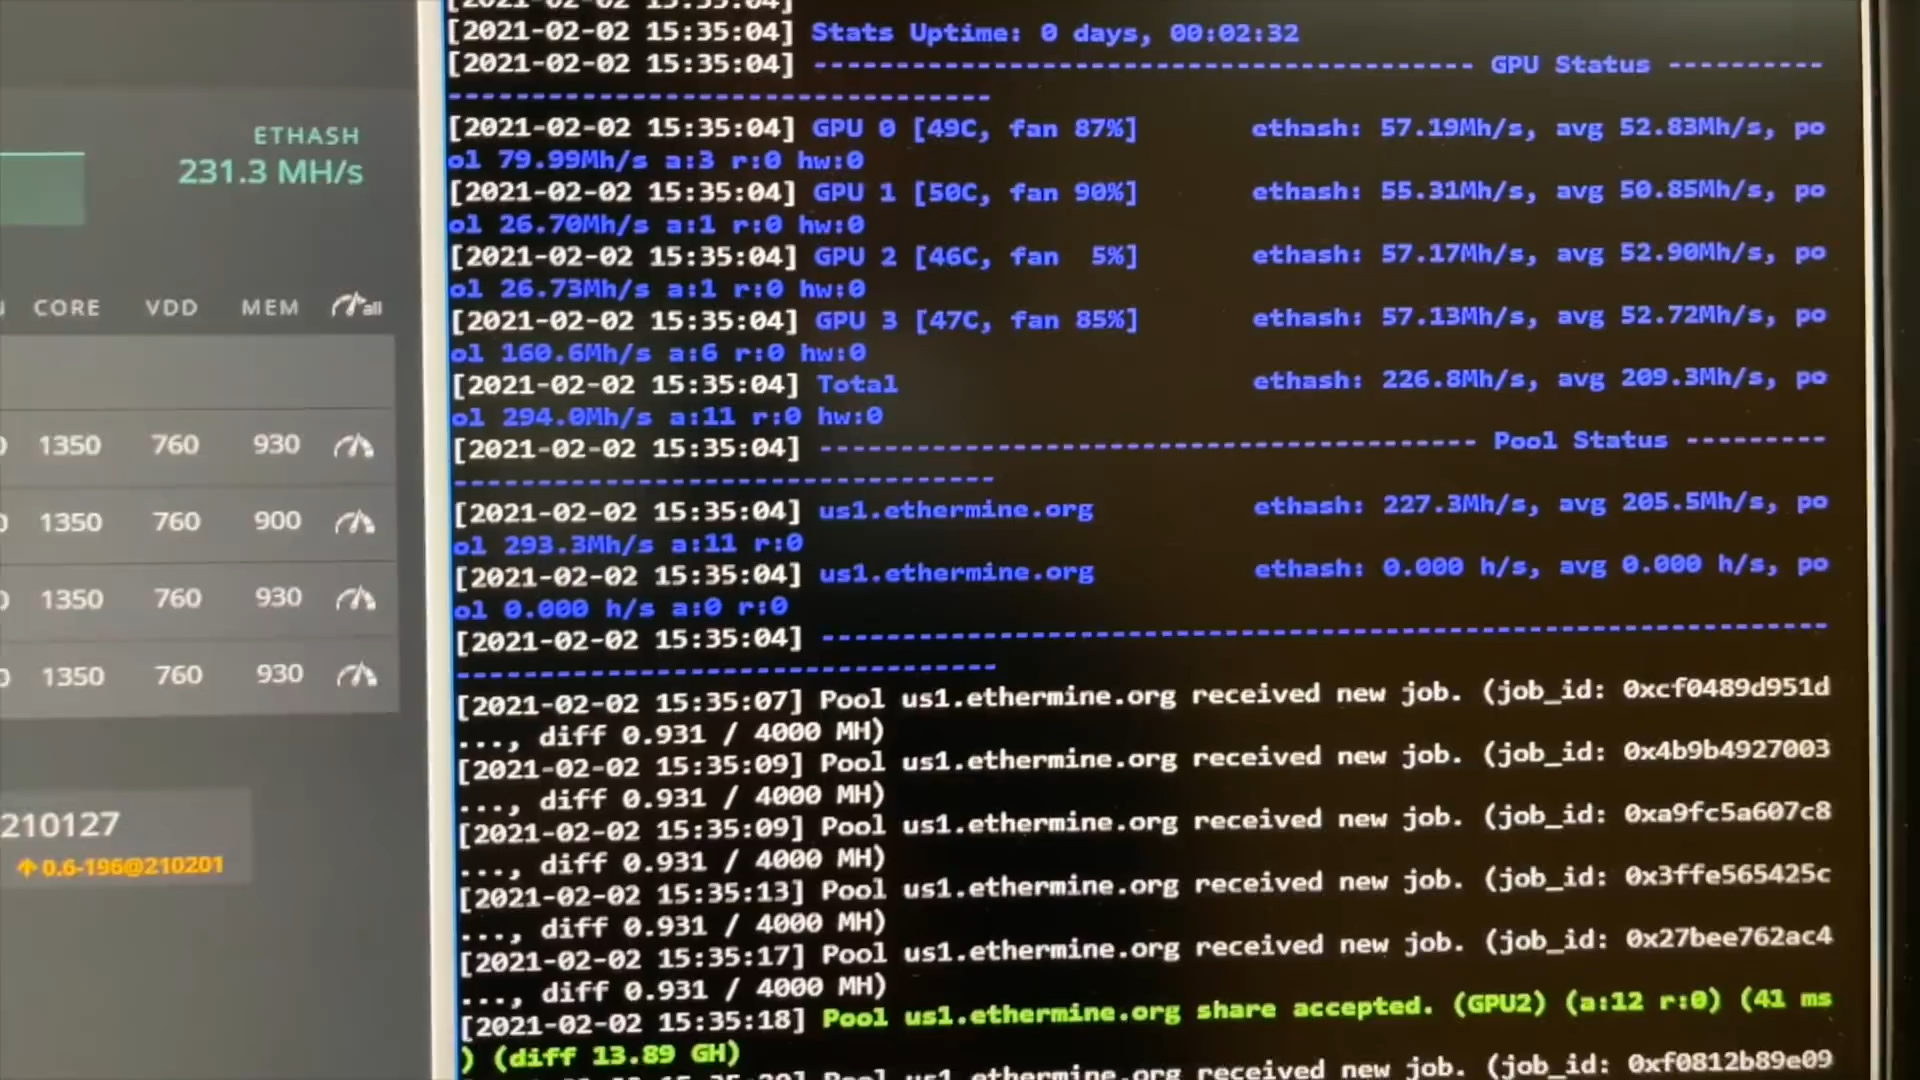 ETHASH
231.3 MH/s
CORE VDD MEM all
1350 760 930
1350 760 900
1350 760 930
1350 760 930
210127
0.6-196@210201
[2021-02-02 15:35:04]
[2021-02-02 15:35:04] Stats Uptime: 0 days, 00:02:32
[2021-02-02 15:35:04] ----------------------------------------- GPU Status ----------
---------------------------------
[2021-02-02 15:35:04] GPU 0 [49C, fan 87%] ethash: 57.19Mh/s, avg 52.83Mh/s, po
ol 79.99Mh/s a:3 r:0 hw:0
[2021-02-02 15:35:04] GPU 1 [50C, fan 90%] ethash: 55.31Mh/s, avg 50.85Mh/s, po
ol 26.70Mh/s a:1 r:0 hw:0
[2021-02-02 15:35:04] GPU 2 [46C, fan 5%] ethash: 57.17Mh/s, avg 52.90Mh/s, po
ol 26.73Mh/s a:1 r:0 hw:0
[2021-02-02 15:35:04] GPU 3 [47C, fan 85%] ethash: 57.13Mh/s, avg 52.72Mh/s, po
ol 160.6Mh/s a:6 r:0 hw:0
[2021-02-02 15:35:04] Total ethash: 226.8Mh/s, avg 209.3Mh/s, po
ol 294.0Mh/s a:11 r:0 hw:0
[2021-02-02 15:35:04] ----------------------------------------- Pool Status ---------
---------------------------------
[2021-02-02 15:35:04] us1.ethermine.org ethash: 227.3Mh/s, avg 205.5Mh/s, po
ol 293.3Mh/s a:11 r:0
[2021-02-02 15:35:04] us1.ethermine.org ethash: 0.000 h/s, avg 0.000 h/s, po
ol 0.000 h/s a:0 r:0
[2021-02-02 15:35:04] --------------------------------------------------------------
---------------------------------
[2021-02-02 15:35:07] Pool us1.ethermine.org received new job. (job_id: 0xcf0489d951d
..., diff 0.931 / 4000 MH)
[2021-02-02 15:35:09] Pool us1.ethermine.org received new job. (job_id: 0x4b9b4927003
..., diff 0.931 / 4000 MH)
[2021-02-02 15:35:09] Pool us1.ethermine.org received new job. (job_id: 0xa9fc5a607c8
..., diff 0.931 / 4000 MH)
[2021-02-02 15:35:13] Pool us1.ethermine.org received new job. (job_id: 0x3ffe565425c
..., diff 0.931 / 4000 MH)
[2021-02-02 15:35:17] Pool us1.ethermine.org received new job. (job_id: 0x27bee762ac4
..., diff 0.931 / 4000 MH)
[2021-02-02 15:35:18] Pool us1.ethermine.org share accepted. (GPU2) (a:12 r:0) (41 ms
) (diff 13.89 GH)
Pool us1.ethermine.org received new job. (job_id: 0xf0812b89e09